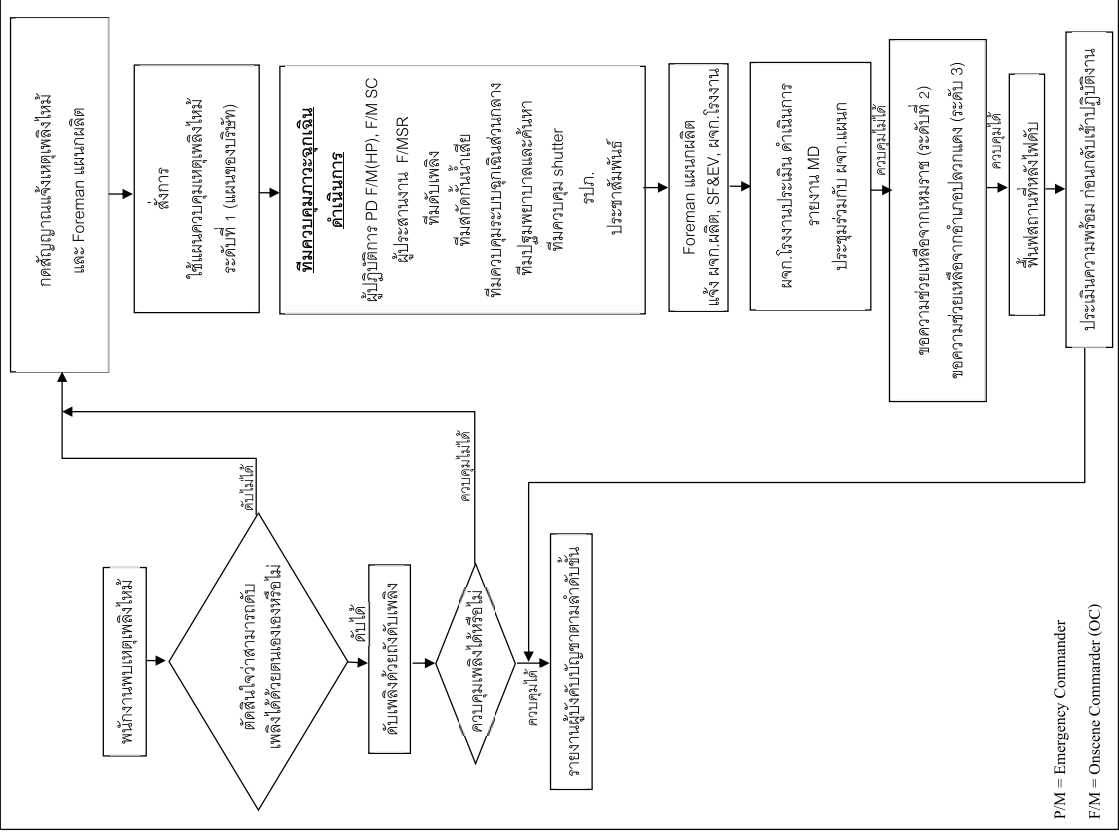 พนักงานพบเหตุเพลิงไหม้
ตัดสินใจว่าสามารถดับ
เพลิงได้ด้วยตนเองหรือไม่
ดับไม่ได้
ดับได้
ดับเพลิงด้วยถังดับเพลิง
ควบคุมเพลิงได้หรือไม่
ควบคุมไม่ได้
ควบคุมได้
รายงานผู้บังคับบัญชาตามลำดับขั้น
กดสัญญาณแจ้งเหตุเพลิงไหม้
และ Foreman แผนกผลิต
สั่งการ
ใช้แผนควบคุมเหตุเพลิงไหม้
ระดับที่ 1 (แผนของบริษัท)
ทีมควบคุมภาวะฉุกเฉิน
ดำเนินการ
ผู้ปฏิบัติการ PD F/M(HP), F/M SC
ผู้ประสานงาน F/MSR
ทีมดับเพลิง
ทีมสกัดกั้นน้ำเสีย
ทีมควบคุมระบบฉุกเฉินส่วนกลาง
ทีมปฐมพยาบาลและค้นหา
ทีมควบคุม shutter
รปภ.
ประชาสัมพันธ์
Foreman แผนกผลิต
แจ้ง ผจก.ผลิต, SF&EV, ผจก.โรงงาน
ผจก.โรงงานประเมิน ดำเนินการ
รายงาน MD
ประชุมร่วมกับ ผจก.แผนก
ควบคุมไม่ได้
ขอความช่วยเหลือจากเหมราช (ระดับที่ 2)
ขอความช่วยเหลือจากอำเภอปลวกแดง (ระดับ 3)
ควบคุมได้
ฟื้นฟูสถานที่หลังไฟดับ
ประเมินความพร้อม ก่อนกลับเข้าปฏิบัติงาน
P/M = Emergency Commander
F/M = Onscene Commander (OC)